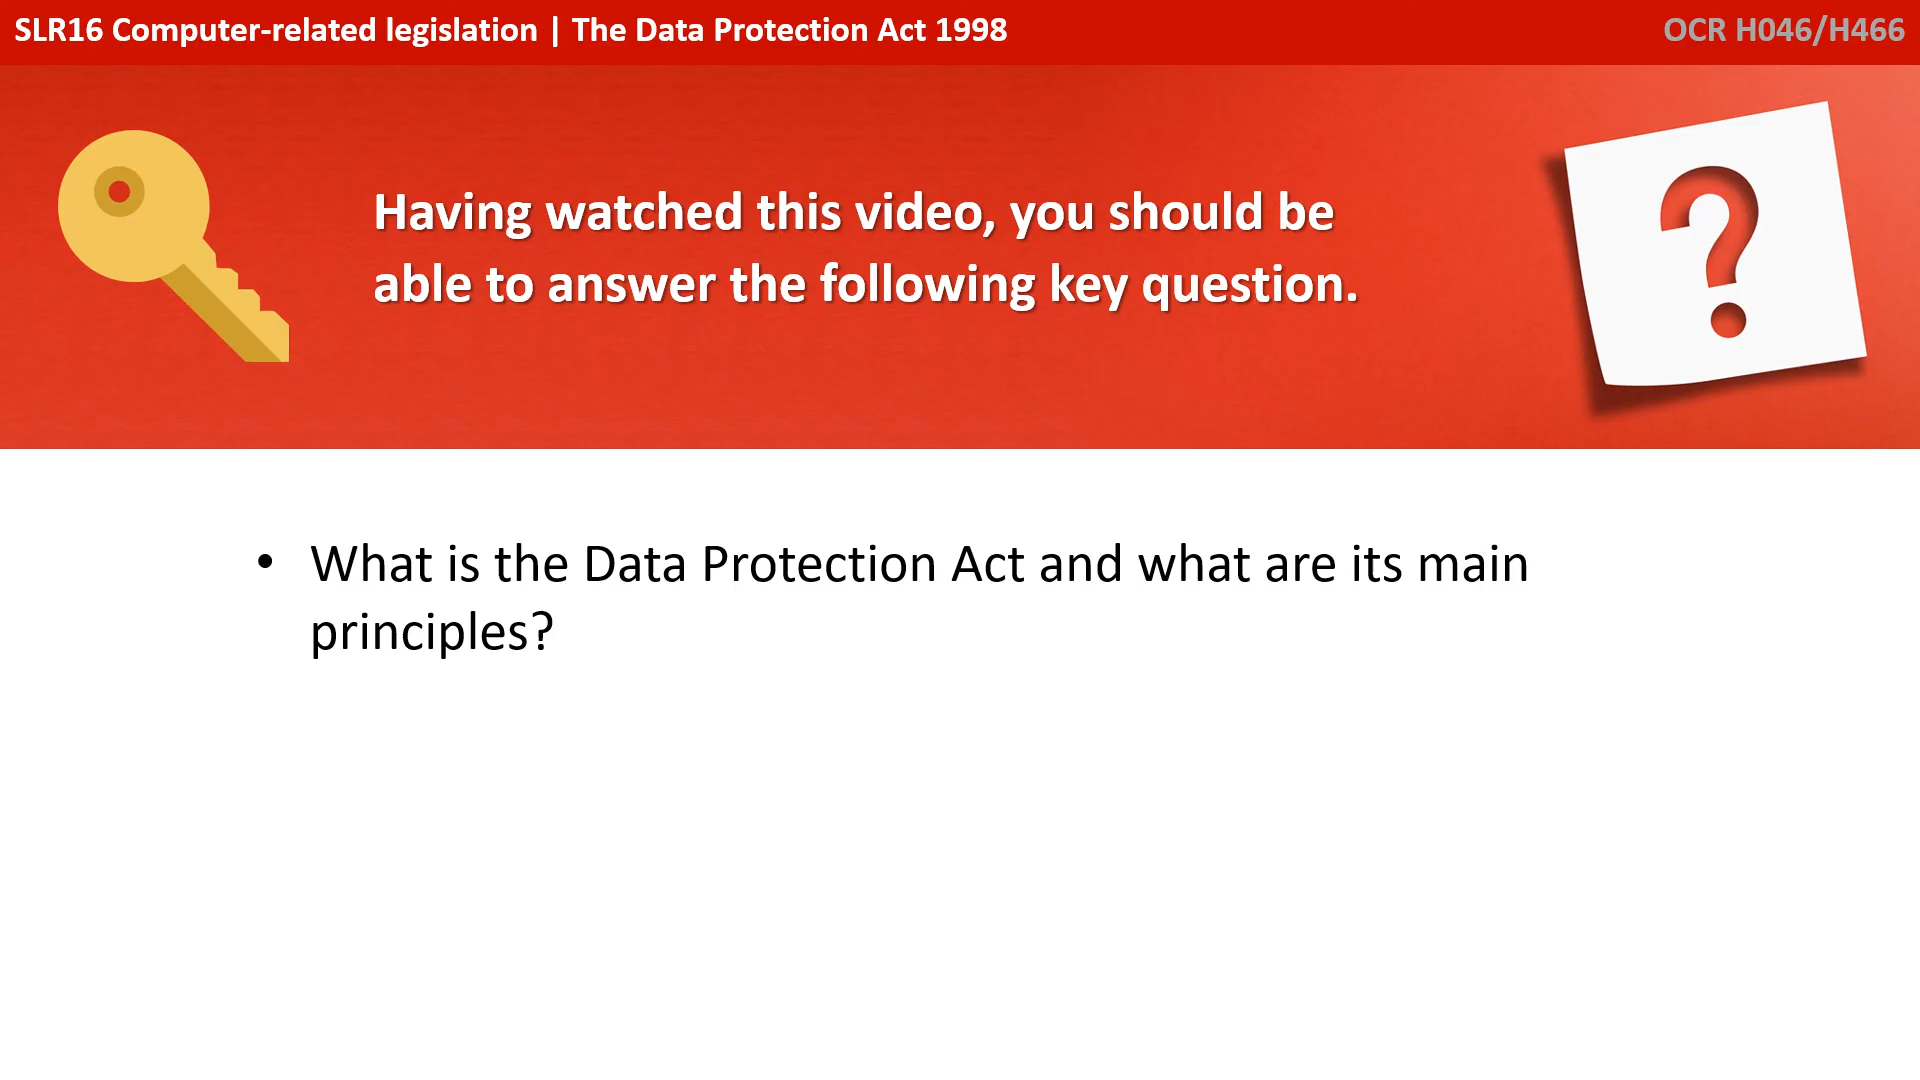 SLR16 Computer-related legislation | The Data Protection Act 1998
OCR H046/H466
Having watched this video, you should be
able to answer the following key question.
?
• What is the Data Protection Act and what are its main
principles?